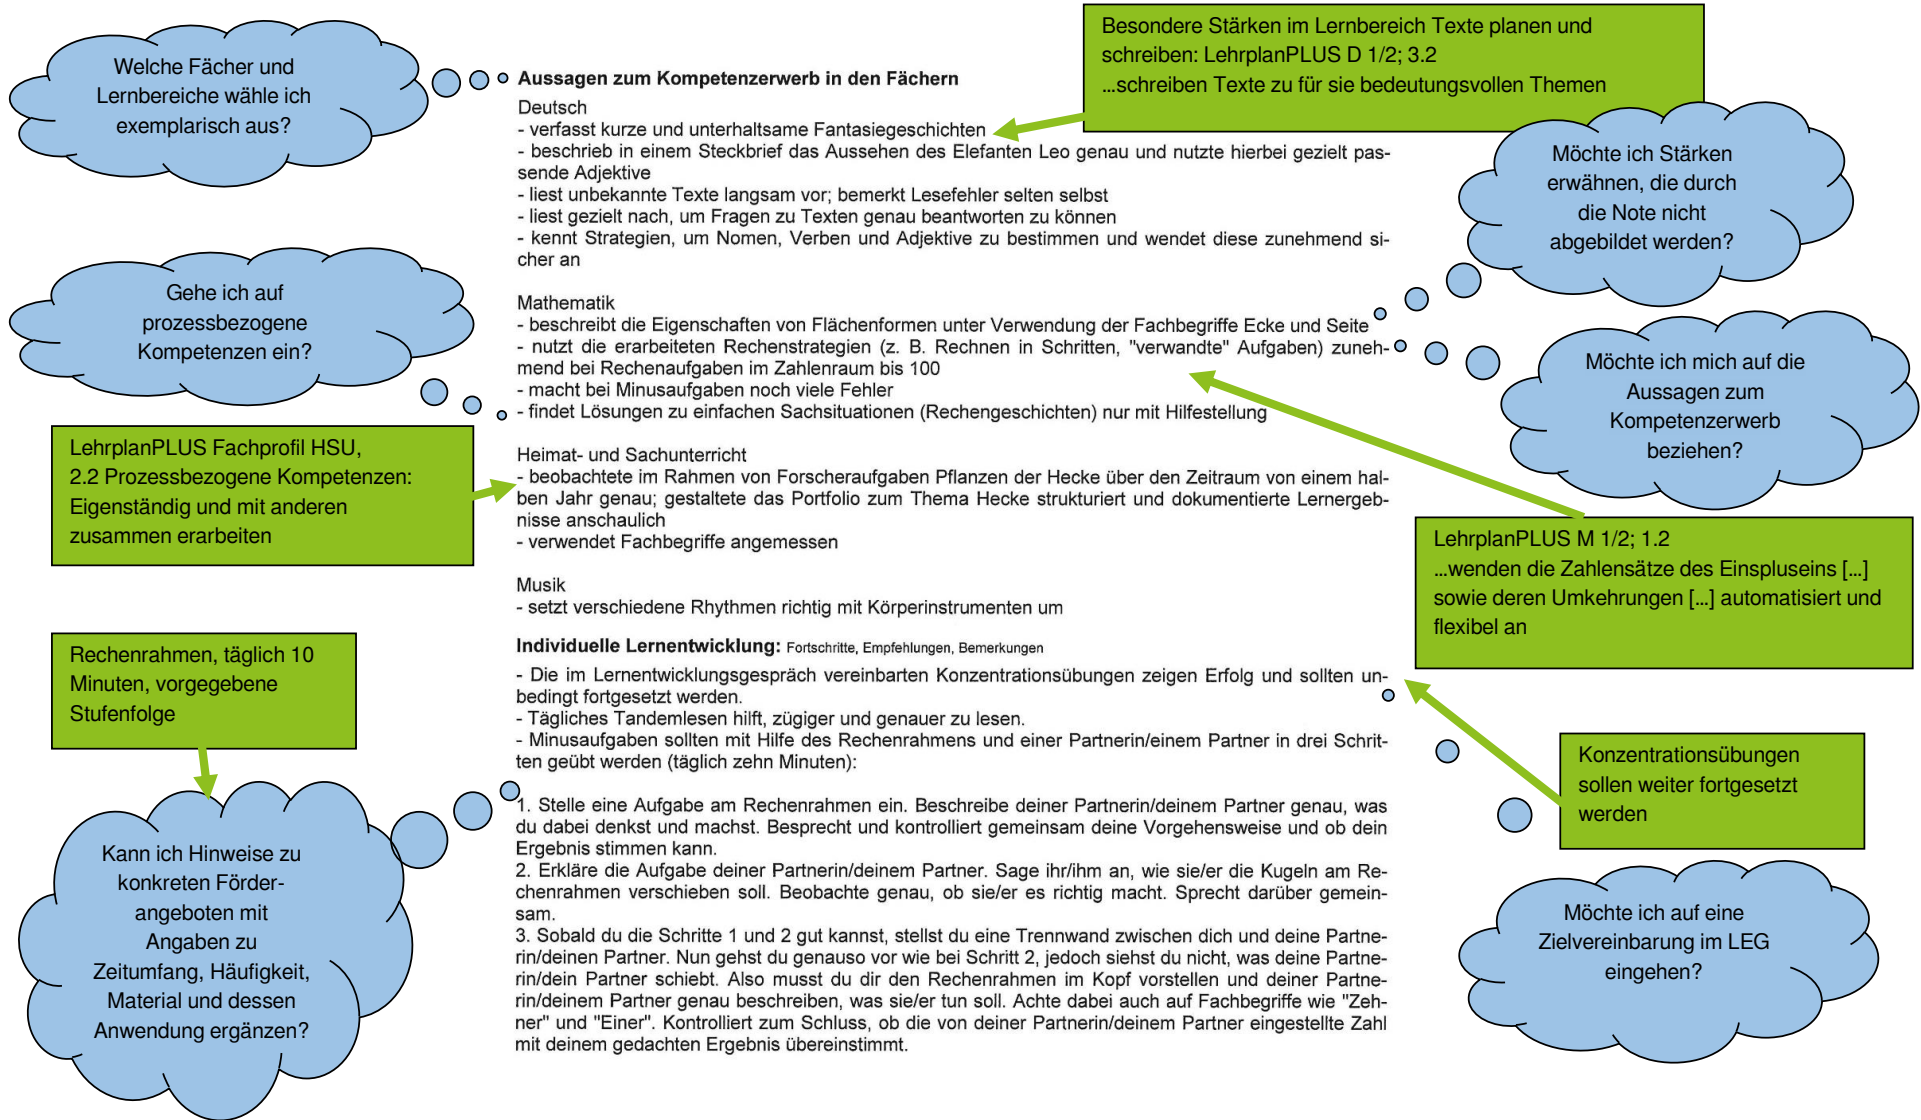 Welche Fächer und
Lernbereiche wähle ich
exemplarisch aus?
Besondere Stärken im Lernbereich Texte planen und
schreiben: LehrplanPLUS D 1/2; 3.2
...schreiben Texte zu für sie bedeutungsvollen Themen
Aussagen zum Kompetenzerwerb in den Fächern
Deutsch
- verfasst kurze und unterhaltsame Fantasiegeschichten
- beschrieb in einem Steckbrief das Aussehen des Elefanten Leo genau und nutzte hierbei gezielt pas-
sende Adjektive
- liest unbekannte Texte langsam vor; bemerkt Lesefehler selten selbst
- liest gezielt nach, um Fragen zu Texten genau beantworten zu können
- kennt Strategien, um Nomen, Verben und Adjektive zu bestimmen und wendet diese zunehmend si-
cher an
Möchte ich Stärken
erwähnen, die durch
die Note nicht
abgebildet werden?
Gehe ich auf
prozessbezogene
Kompetenzen ein?
Mathematik
- beschreibt die Eigenschaften von Flächenformen unter Verwendung der Fachbegriffe Ecke und Seite
- nutzt die erarbeiteten Rechenstrategien (z. B. Rechnen in Schritten, "verwandte" Aufgaben) zuneh-
mend bei Rechenaufgaben im Zahlenraum bis 100
- macht bei Minusaufgaben noch viele Fehler
- findet Lösungen zu einfachen Sachsituationen (Rechengeschichten) nur mit Hilfestellung
Möchte ich mich auf die
Aussagen zum
Kompetenzerwerb
beziehen?
LehrplanPLUS Fachprofil HSU,
2.2 Prozessbezogene Kompetenzen:
Eigenständig und mit anderen
zusammen erarbeiten
Heimat- und Sachunterricht
- beobachtete im Rahmen von Forscheraufgaben Pflanzen der Hecke über den Zeitraum von einem hal-
ben Jahr genau; gestaltete das Portfolio zum Thema Hecke strukturiert und dokumentierte Lernergeb-
nisse anschaulich
- verwendet Fachbegriffe angemessen
LehrplanPLUS M 1/2; 1.2
...wenden die Zahlensätze des Einspluseins [...]
sowie deren Umkehrungen [...] automatisiert und
flexibel an
Musik
- setzt verschiedene Rhythmen richtig mit Körperinstrumenten um
Rechenrahmen, täglich 10
Minuten, vorgegebene
Stufenfolge
Individuelle Lernentwicklung: Fortschritte, Empfehlungen, Bemerkungen
- Die im Lernentwicklungsgespräch vereinbarten Konzentrationsübungen zeigen Erfolg und sollten un-
bedingt fortgesetzt werden.
- Tägliches Tandemlesen hilft, zügiger und genauer zu lesen.
- Minusaufgaben sollten mit Hilfe des Rechenrahmens und einer Partnerin/einem Partner in drei Schrit-
ten geübt werden (täglich zehn Minuten):
Konzentrationsübungen
sollen weiter fortgesetzt
werden
1. Stelle eine Aufgabe am Rechenrahmen ein. Beschreibe deiner Partnerin/deinem Partner genau, was
du dabei denkst und machst. Besprecht und kontrolliert gemeinsam deine Vorgehensweise und ob dein
Ergebnis stimmen kann.
2. Erkläre die Aufgabe deiner Partnerin/deinem Partner. Sage ihr/ihm an, wie sie/er die Kugeln am Re-
chenrahmen verschieben soll. Beobachte genau, ob sie/er es richtig macht. Sprecht darüber gemein-
sam.
3. Sobald du die Schritte 1 und 2 gut kannst, stellst du eine Trennwand zwischen dich und deine Partne-
rin/deinen Partner. Nun gehst du genauso vor wie bei Schritt 2, jedoch siehst du nicht, was deine Partne-
rin/dein Partner schiebt. Also musst du dir den Rechenrahmen im Kopf vorstellen und deiner Partne-
rin/deinem Partner genau beschreiben, was sie/er tun soll. Achte dabei auch auf Fachbegriffe wie "Zeh-
ner" und "Einer". Kontrolliert zum Schluss, ob die von deiner Partnerin/deinem Partner eingestellte Zahl
mit deinem gedachten Ergebnis übereinstimmt.
Kann ich Hinweise zu
konkreten Förder-
angeboten mit
Angaben zu
Zeitumfang, Häufigkeit,
Material und dessen
Anwendung ergänzen?
Möchte ich auf eine
Zielvereinbarung im LEG
eingehen?